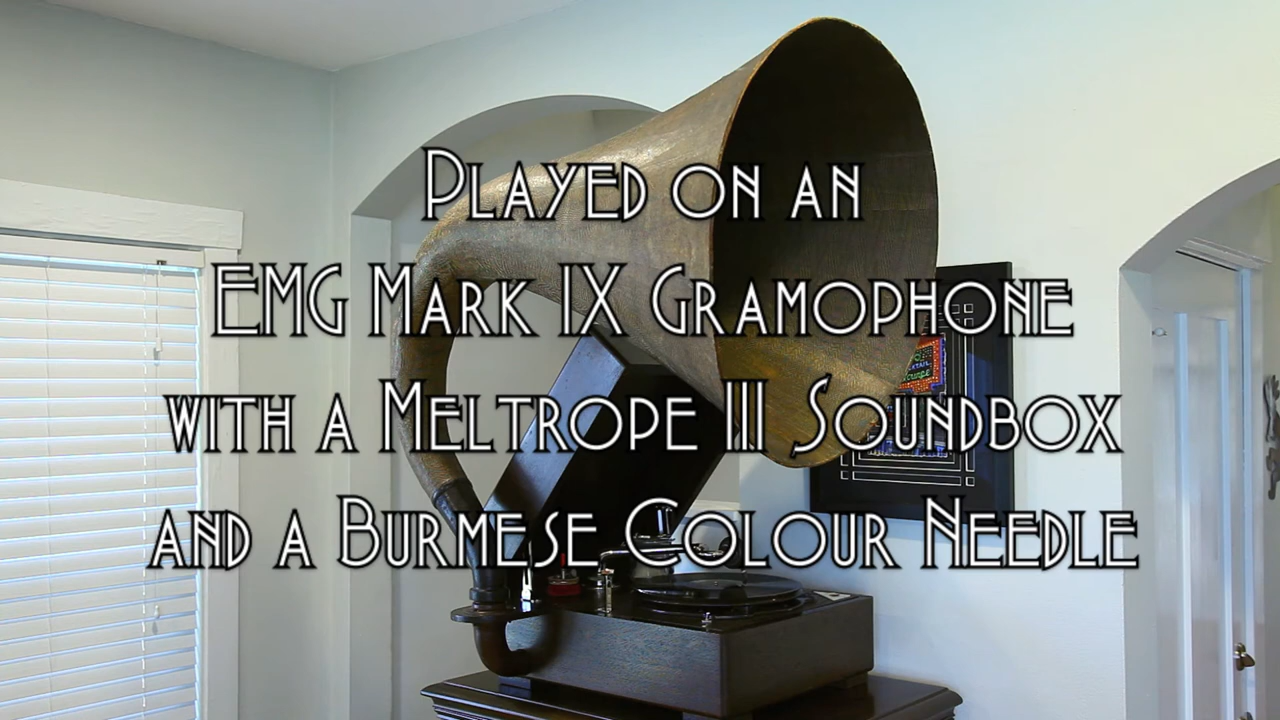 Played on an
EMG Mark IX Gramophone
with a Meltrope III Soundbox
and a Burmese Colour Needle